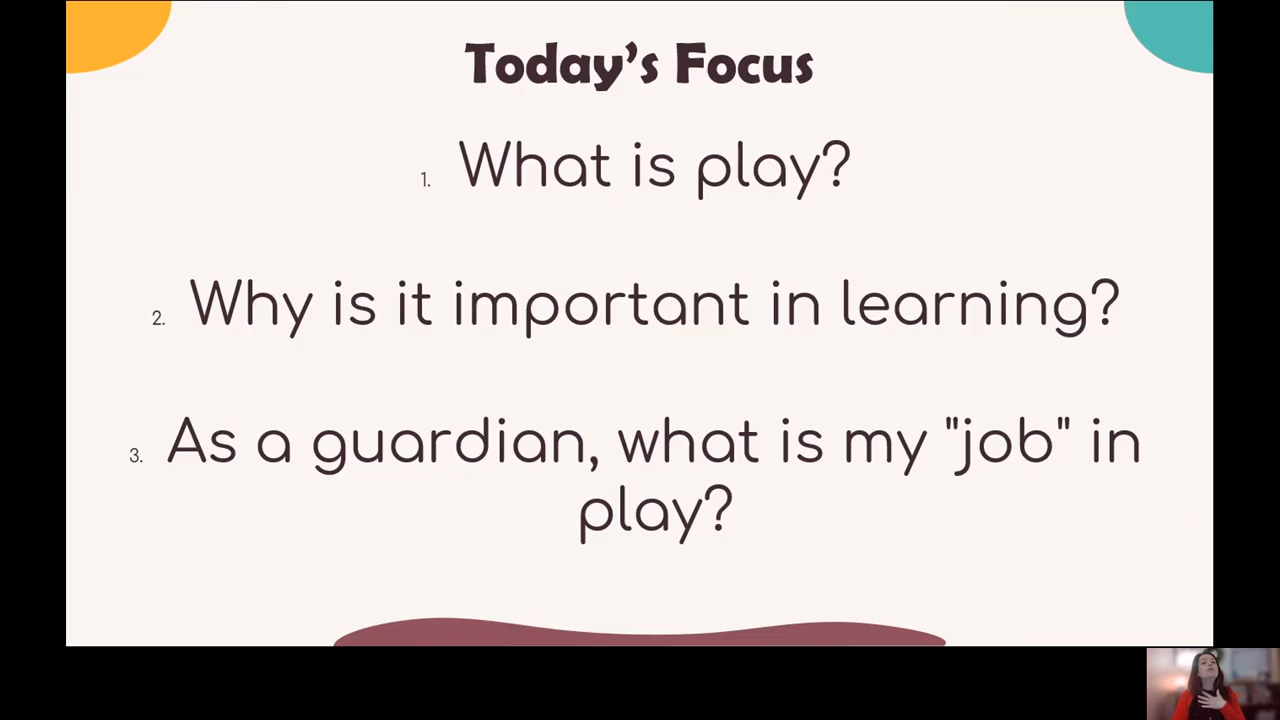 Today’s Focus
1. What is play?
2. Why is it important in learning?
3. As a guardian, what is my "job" in
play?